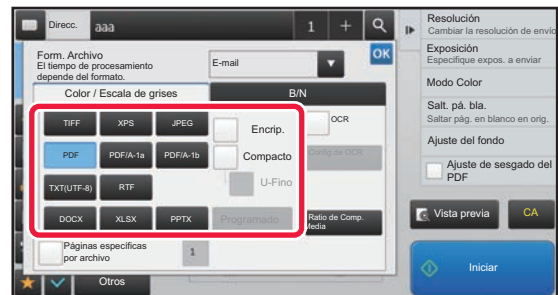 Direcc.
aaa
1
Form. Archivo
El tiempo de procesamiento
depende del formato.
E-mail
OK
Color / Escala de grises
B/N
TIFF
XPS
JPEG
Encrip.
OCR
PDF
PDF/A-1a
PDF/A-1b
Compacto
Config de OCR
TXT(UTF-8)
RTF
U-Fino
DOCX
XLSX
PPTX
Programado
Ratio de Comp.
Media
Páginas específicas
por archivo
1
Otros
Resolución
Cambiar la resolución de envío
Exposición
Especifique expos. a enviar
Modo Color
Salt. pá. bla.
Saltar pág. en blanco en orig.
Ajuste del fondo
Ajuste de sesgado del
PDF
Vista previa
CA
Iniciar